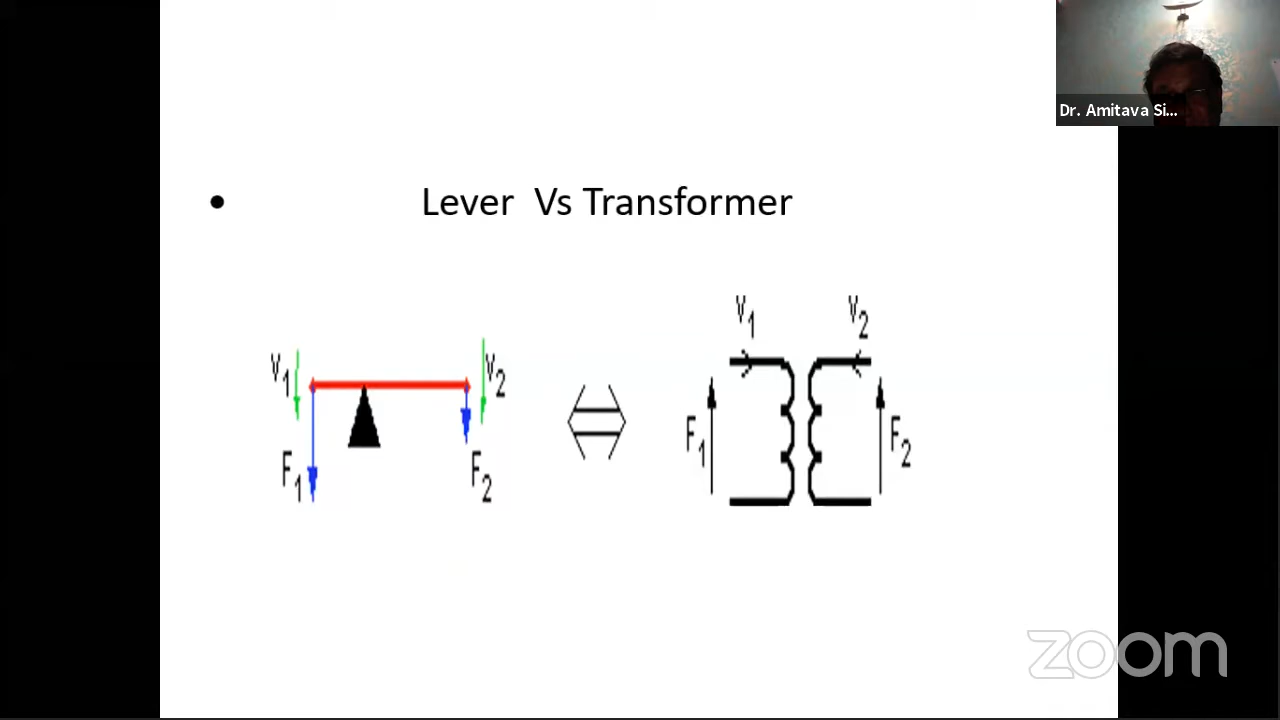 Dr. Amitava Si...
• Lever Vs Transformer
V1 V2
V1 V2
F1 F2
F1 F2
zoom